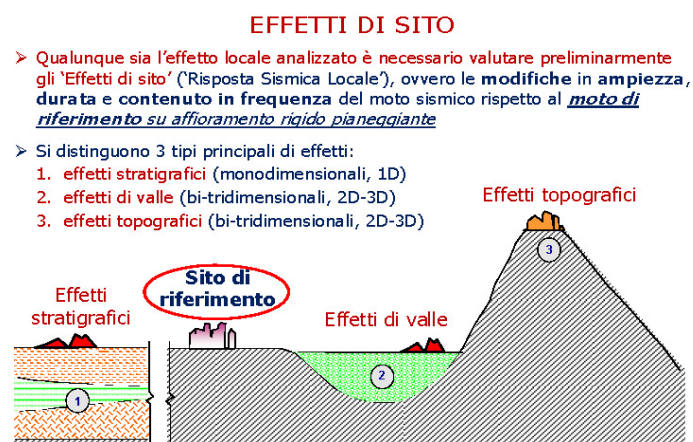 EFFETTI DI SITO
➢ Qualunque sia l’effetto locale analizzato è necessario valutare preliminarmente
gli ‘Effetti di sito’ (‘Risposta Sismica Locale’), ovvero le modifiche in ampiezza,
durata e contenuto in frequenza del moto sismico rispetto al moto di
riferimento su affioramento rigido pianeggiante
➢ Si distinguono 3 tipi principali di effetti:
1. effetti stratigrafici (monodimensionali, 1D)
2. effetti di valle (bi-tridimensionali, 2D-3D)
3. effetti topografici (bi-tridimensionali, 2D-3D)
Effetti topografici
3
Sito di
riferimento
Effetti
stratigrafici
Effetti di valle
2
1